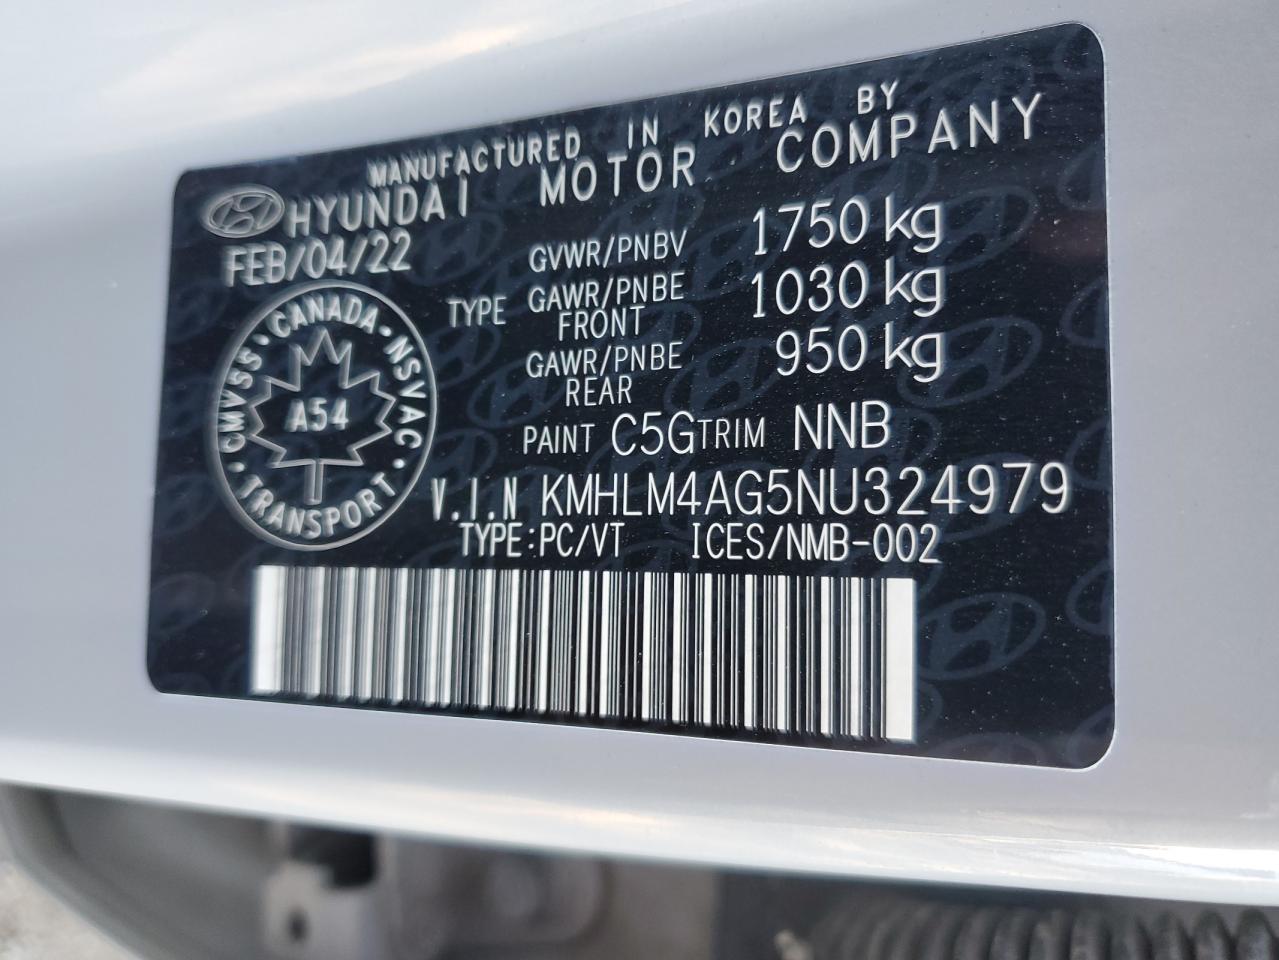 MANUFACTURED IN KOREA BY
HYUNDAI MOTOR COMPANY
FEB/04/22
GVWR/PNBV 1750 kg
TYPE GAWR/PNBE FRONT 1030 kg
GAWR/PNBE REAR 950 kg
PAINT C5G TRIM NNB
V.I.N KMHLM4AG5NU324979
TYPE:PC/VT ICES/NMB-002
CANADA · NSVAC · TRANSPORT · CMVSS ·
A54